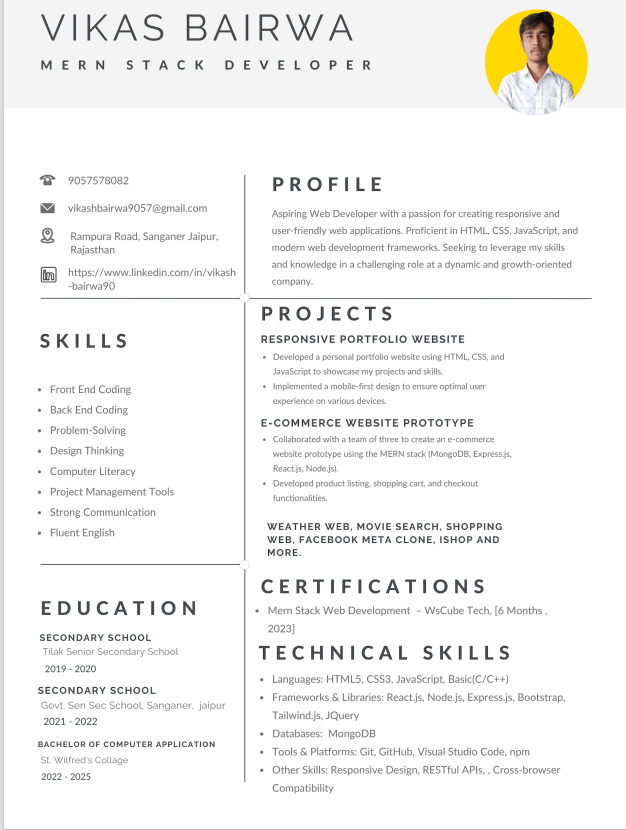 VIKAS BAIRWA
MERN STACK DEVELOPER
9057578082
vikashbairwa9057@gmail.com
Rampura Road, Sanganer Jaipur,
Rajasthan
https://www.linkedin.com/in/vikash
-bairwa90
PROFILE
Aspiring Web Developer with a passion for creating responsive and
user-friendly web applications. Proficient in HTML, CSS, JavaScript, and
modern web development frameworks. Seeking to leverage my skills
and knowledge in a challenging role at a dynamic and growth-oriented
company.
SKILLS
• Front End Coding
• Back End Coding
• Problem-Solving
• Design Thinking
• Computer Literacy
• Project Management Tools
• Strong Communication
• Fluent English
PROJECTS
RESPONSIVE PORTFOLIO WEBSITE
• Developed a personal portfolio website using HTML, CSS, and
JavaScript to showcase my projects and skills.
• Implemented a mobile-first design to ensure optimal user
experience on various devices.
E-COMMERCE WEBSITE PROTOTYPE
• Collaborated with a team of three to create an e-commerce
website prototype using the MERN stack (MongoDB, Express.js,
React.js, Node.js).
• Developed product listing, shopping cart, and checkout
functionalities.
WEATHER WEB, MOVIE SEARCH, SHOPPING
WEB, FACEBOOK META CLONE, ISHOP AND
MORE.
EDUCATION
SECONDARY SCHOOL
Tilak Senior Secondary School
2019 - 2020
SECONDARY SCHOOL
Govt. Sen Sec School, Sanganer, jaipur
2021 - 2022
BACHELOR OF COMPUTER APPLICATION
St. Wilfred's Collage
2022 - 2025
CERTIFICATIONS
• Mern Stack Web Development – WsCube Tech, [6 Months ,
2023]
TECHNICAL SKILLS
• Languages: HTML5, CSS3, JavaScript, Basic(C/C++)
• Frameworks & Libraries: React.js, Node.js, Express.js, Bootstrap,
Tailwind.js, JQuery
• Databases: MongoDB
• Tools & Platforms: Git, GitHub, Visual Studio Code, npm
• Other Skills: Responsive Design, RESTful APIs, , Cross-browser
Compatibility